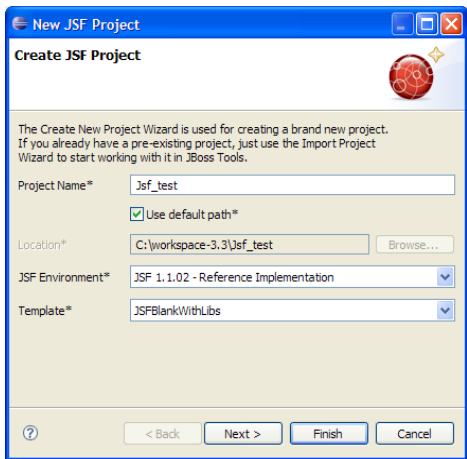 New JSF Project
Create JSF Project
The Create New Project Wizard is used for creating a brand new project.
If you already have a pre-existing project, just use the Import Project
Wizard to start working with it in JBoss Tools.
Project Name* Jsf_test
Use default path*
Location* C:\workspace-3.3\Jsf_test Browse...
JSF Environment* JSF 1.1.02 - Reference Implementation
Template* JSFBlankWithLibs
? < Back Next > Finish Cancel